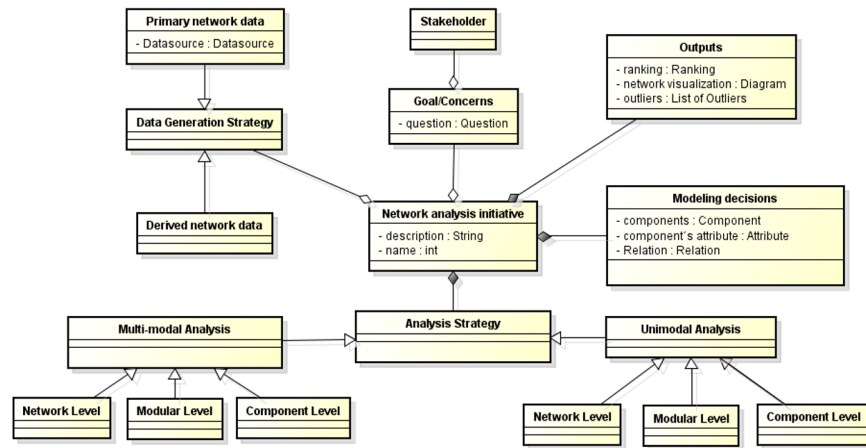 Primary network data
- Datasource : Datasource
Stakeholder
Outputs
- ranking : Ranking
- network visualization : Diagram
- outliers : List of Outliers
Goal/Concerns
- question : Question
Data Generation Strategy
Derived network data
Network analysis initiative
- description : String
- name : int
Modeling decisions
- components : Component
- component´s attribute : Attribute
- Relation : Relation
Multi-modal Analysis
Analysis Strategy
Unimodal Analysis
Network Level
Modular Level
Component Level
Network Level
Modular Level
Component Level